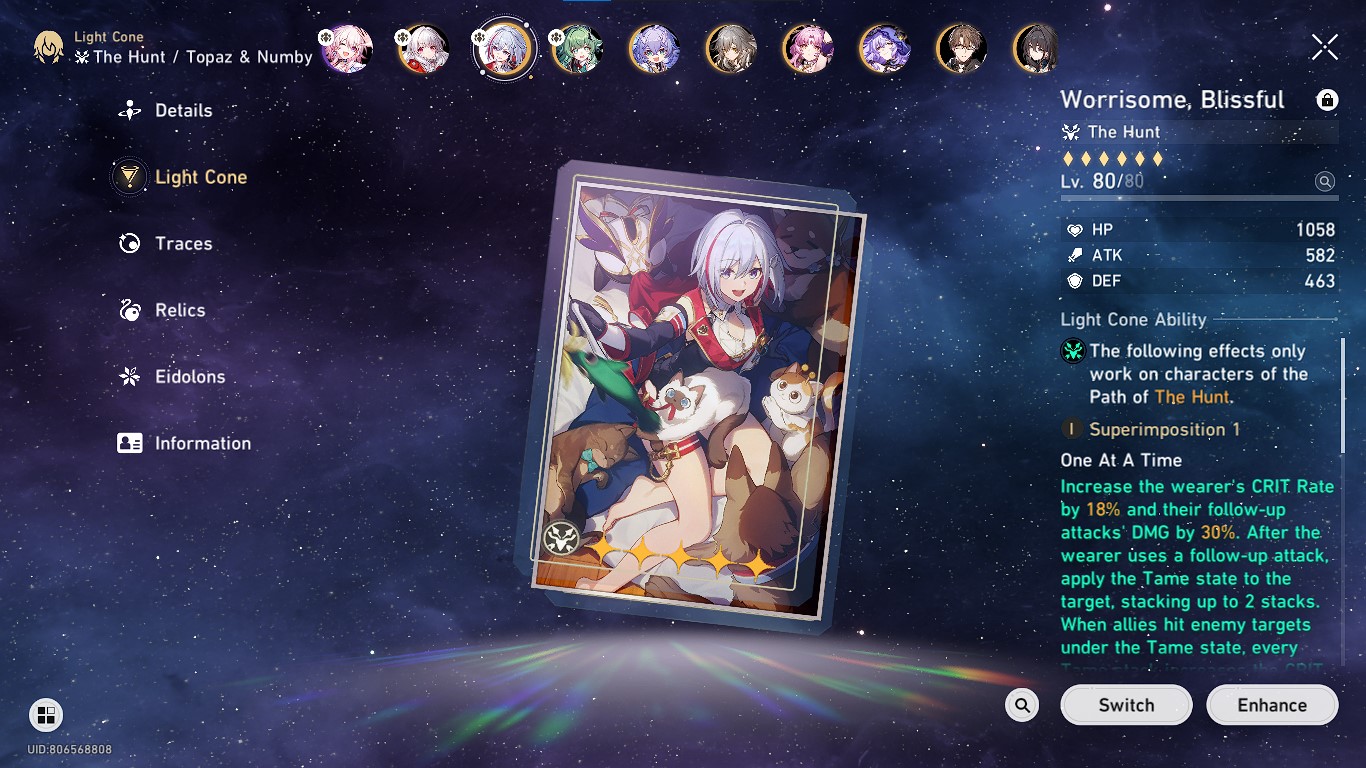 Light Cone
The Hunt / Topaz & Numby
Details
Light Cone
Traces
Relics
Eidolons
Information
UID:806568808
Worrisome, Blissful
The Hunt
Lv. 80/80
HP 1058
ATK 582
DEF 463
Light Cone Ability
The following effects only
work on characters of the
Path of The Hunt.
I Superimposition 1
One At A Time
Increase the wearer's CRIT Rate
by 18% and their follow-up
attacks' DMG by 30%. After the
wearer uses a follow-up attack,
apply the Tame state to the
target, stacking up to 2 stacks.
When allies hit enemy targets
under the Tame state, every
Switch
Enhance